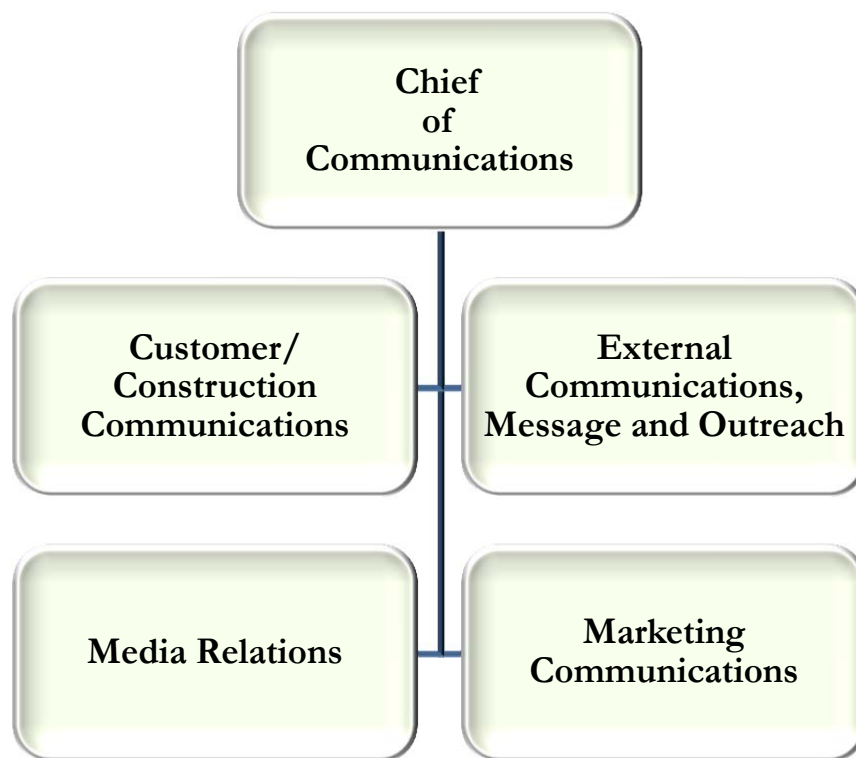 Chief
of
Communications
Customer/
Construction
Communications
External
Communications,
Message and Outreach
Media Relations
Marketing
Communications